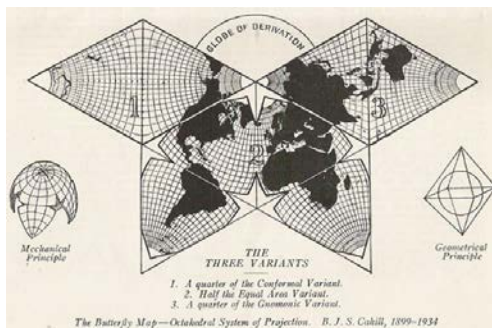 GLOBE OF DERIVATION
1
2
3
Mechanical
Principle
Geometrical
Principle
THE
THREE VARIANTS
1. A quarter of the Conformal Variant.
2. Half the Equal Area Variant.
3. A quarter of the Gnomonic Variant.
The Butterfly Map—Octahedral System of Projection. B. J. S. Cahill, 1899-1934